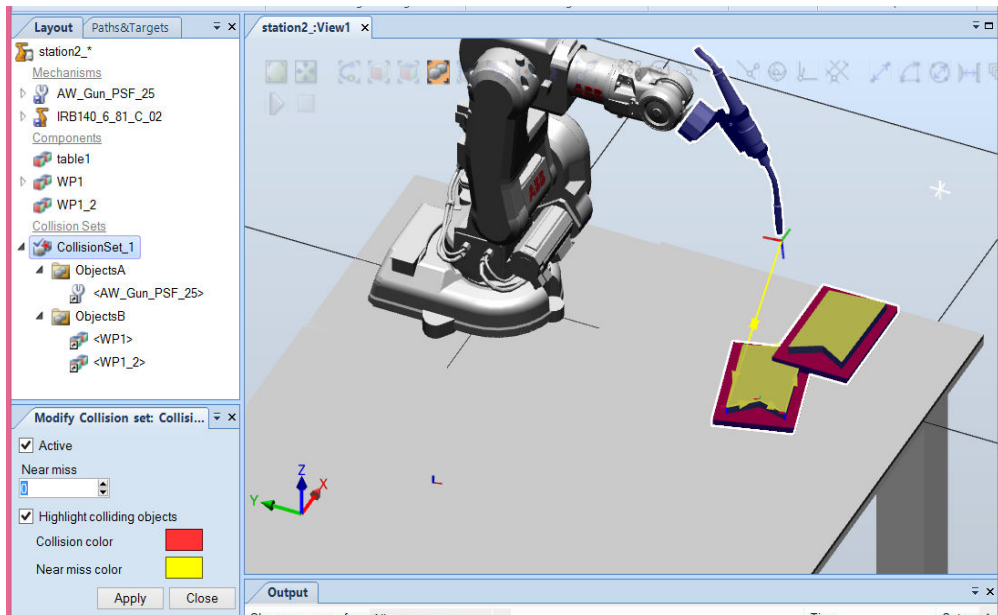 Layout Paths&Targets
station2_:View1
station2_*
Mechanisms
AW_Gun_PSF_25
IRB140_6_81_C_02
Components
table1
WP1
WP1_2
Collision Sets
CollisionSet_1
ObjectsA
<AW_Gun_PSF_25>
ObjectsB
<WP1>
<WP1_2>
ABB
ABB
Modify Collision set: Collisi...
Active
Near miss
0
Highlight colliding objects
Collision color
Near miss color
Apply Close
Z
X
Y
Output